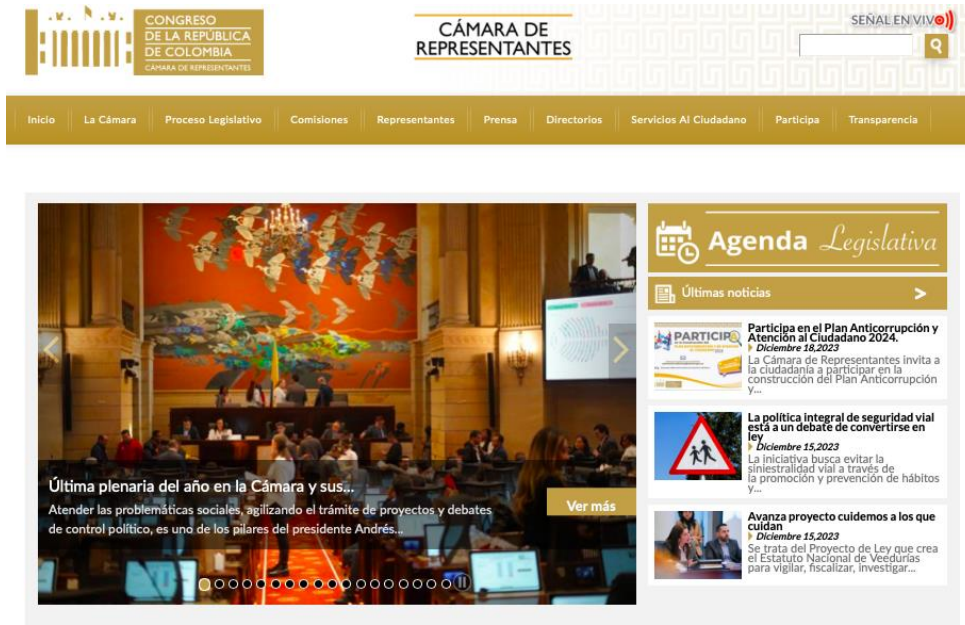 CONGRESO
DE LA REPÚBLICA
DE COLOMBIA
CÁMARA DE REPRESENTANTES
CÁMARA DE
REPRESENTANTES
SEÑAL EN VIVO
Inicio La Cámara Proceso Legislativo Comisiones Representantes Prensa Directorios Servicios Al Ciudadano Participa Transparencia
Última plenaria del año en la Cámara y sus...
Atender las problemáticas sociales, agilizando el trámite de proyectos y debates
de control político, es uno de los pilares del presidente Andrés...
Ver más
Agenda Legislativa
Últimas noticias
PARTICIPA
Participa en el Plan Anticorrupción y
Atención al Ciudadano 2024.
Diciembre 18,2023
La Cámara de Representantes invita a
la ciudadanía a participar en la
construcción del Plan Anticorrupción
y...
La política integral de seguridad vial
está a un debate de convertirse en
ley
Diciembre 15,2023
La iniciativa busca evitar la
siniestralidad vial a través de
la promoción y prevención de hábitos
y...
Avanza proyecto cuidemos a los que
cuidan
Diciembre 15,2023
Se trata del Proyecto de Ley que crea
el Estatuto Nacional de Veedurías
para vigilar, fiscalizar, investigar...